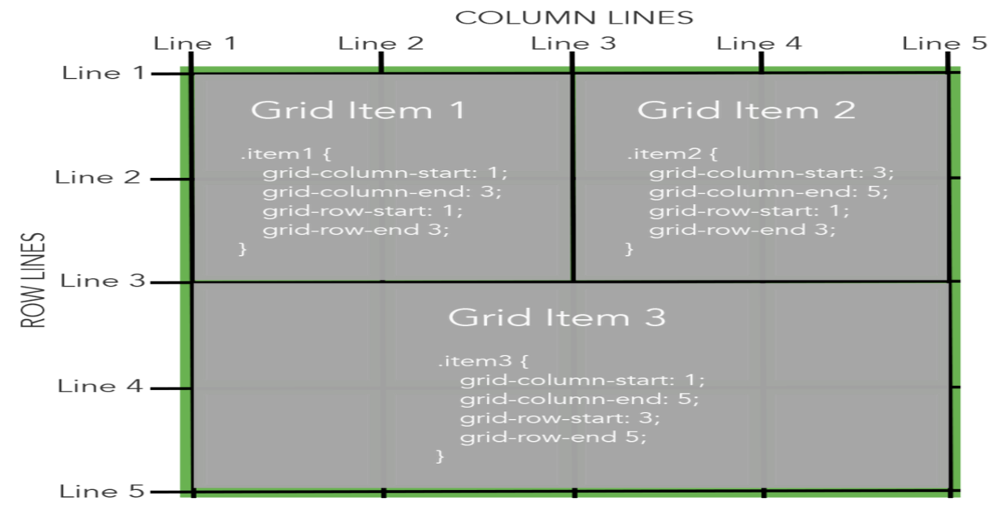 COLUMN LINES
Line 1 Line 2 Line 3 Line 4 Line 5
Line 1
Grid Item 1
.item1 {
grid-column-start: 1;
grid-column-end: 3;
grid-row-start: 1;
grid-row-end 3;
}
Grid Item 2
.item2 {
grid-column-start: 3;
grid-column-end: 5;
grid-row-start: 1;
grid-row-end 3;
}
Line 2
ROW LINES
Line 3
Grid Item 3
.item3 {
grid-column-start: 1;
grid-column-end: 5;
grid-row-start: 3;
grid-row-end 5;
}
Line 4
Line 5